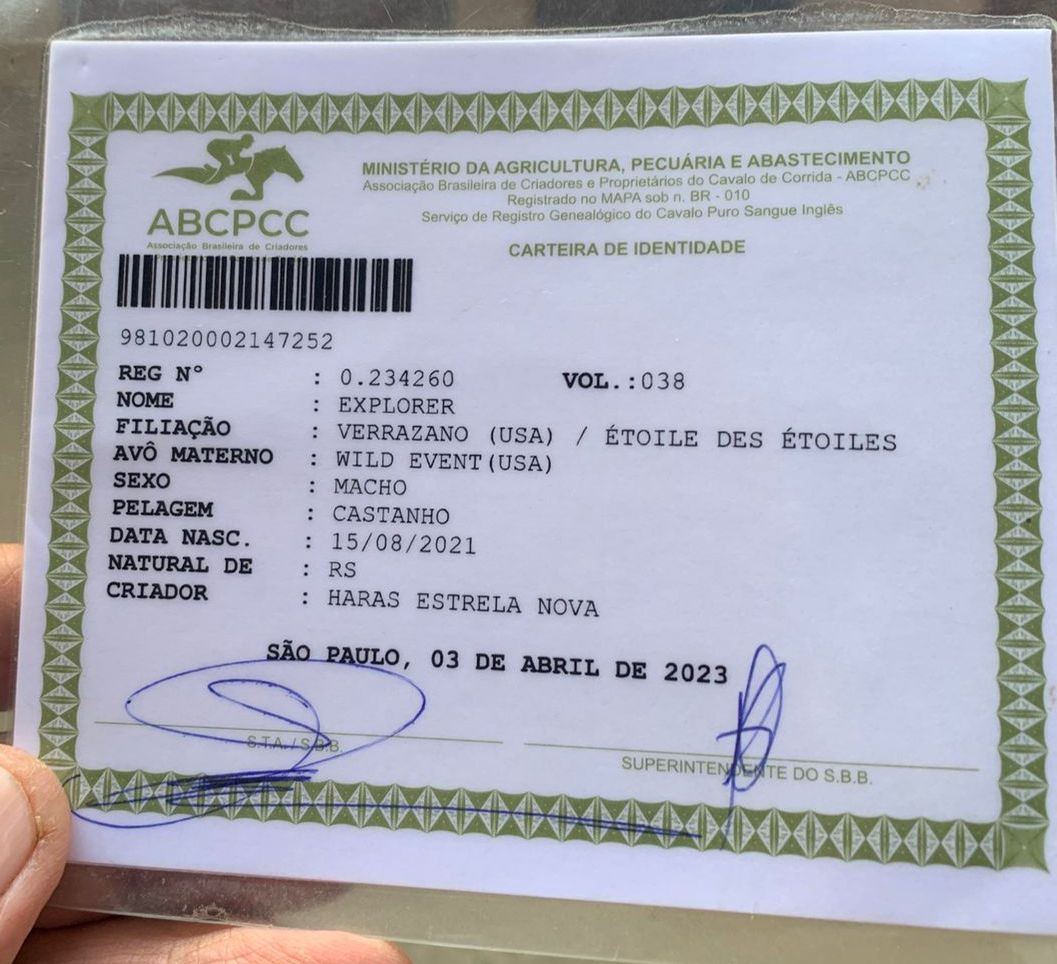 MINISTÉRIO DA AGRICULTURA, PECUÁRIA E ABASTECIMENTO
Associação Brasileira de Criadores e Proprietários do Cavalo de Corrida - ABCPCC
Registrado no MAPA sob n. BR - 010
Serviço de Registro Genealógico do Cavalo Puro Sangue Inglês
CARTEIRA DE IDENTIDADE
ABCPCC
Associação Brasileira de Criadores
981020002147252
REG Nº : 0.234260 VOL.:038
NOME : EXPLORER
FILIAÇÃO : VERRAZANO (USA) / ÉTOILE DES ÉTOILES
AVÔ MATERNO : WILD EVENT(USA)
SEXO : MACHO
PELAGEM : CASTANHO
DATA NASC. : 15/08/2021
NATURAL DE : RS
CRIADOR : HARAS ESTRELA NOVA
SÃO PAULO, 03 DE ABRIL DE 2023
S.T.A. / S.B.B.
SUPERINTENDENTE DO S.B.B.